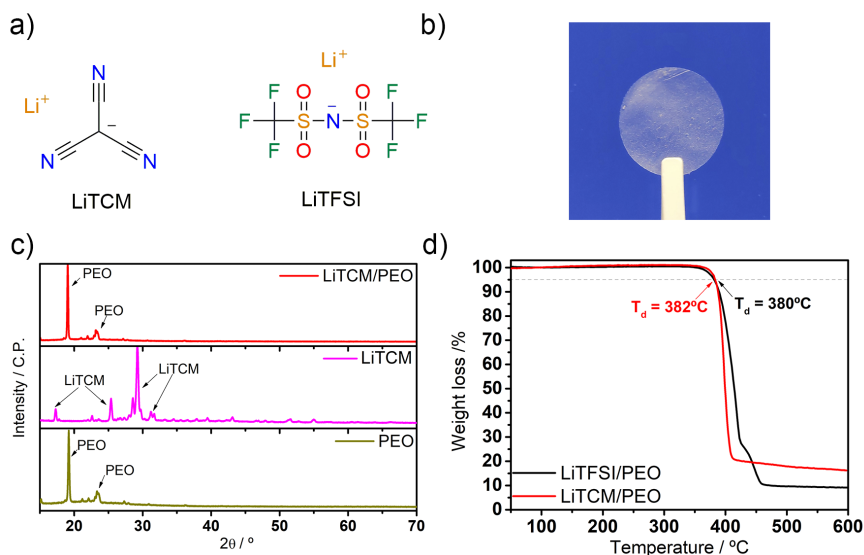 a)
Li+
N
N
N
−
LiTCM
Li+
F
F
F
O
S
O
N
−
O
S
O
F
F
F
LiTFSI
b)
c)
Intensity / C.P.
PEO
PEO
LiTCM/PEO
LiTCM
LiTCM
LiTCM
PEO
PEO
PEO
20 30 40 50 60 70
2θ / º
d)
Weight loss /%
100
90
80
70
60
50
40
30
20
10
0
Td = 382ºC
Td = 380ºC
LiTFSI/PEO
LiTCM/PEO
100 200 300 400 500 600
Temperature / ºC